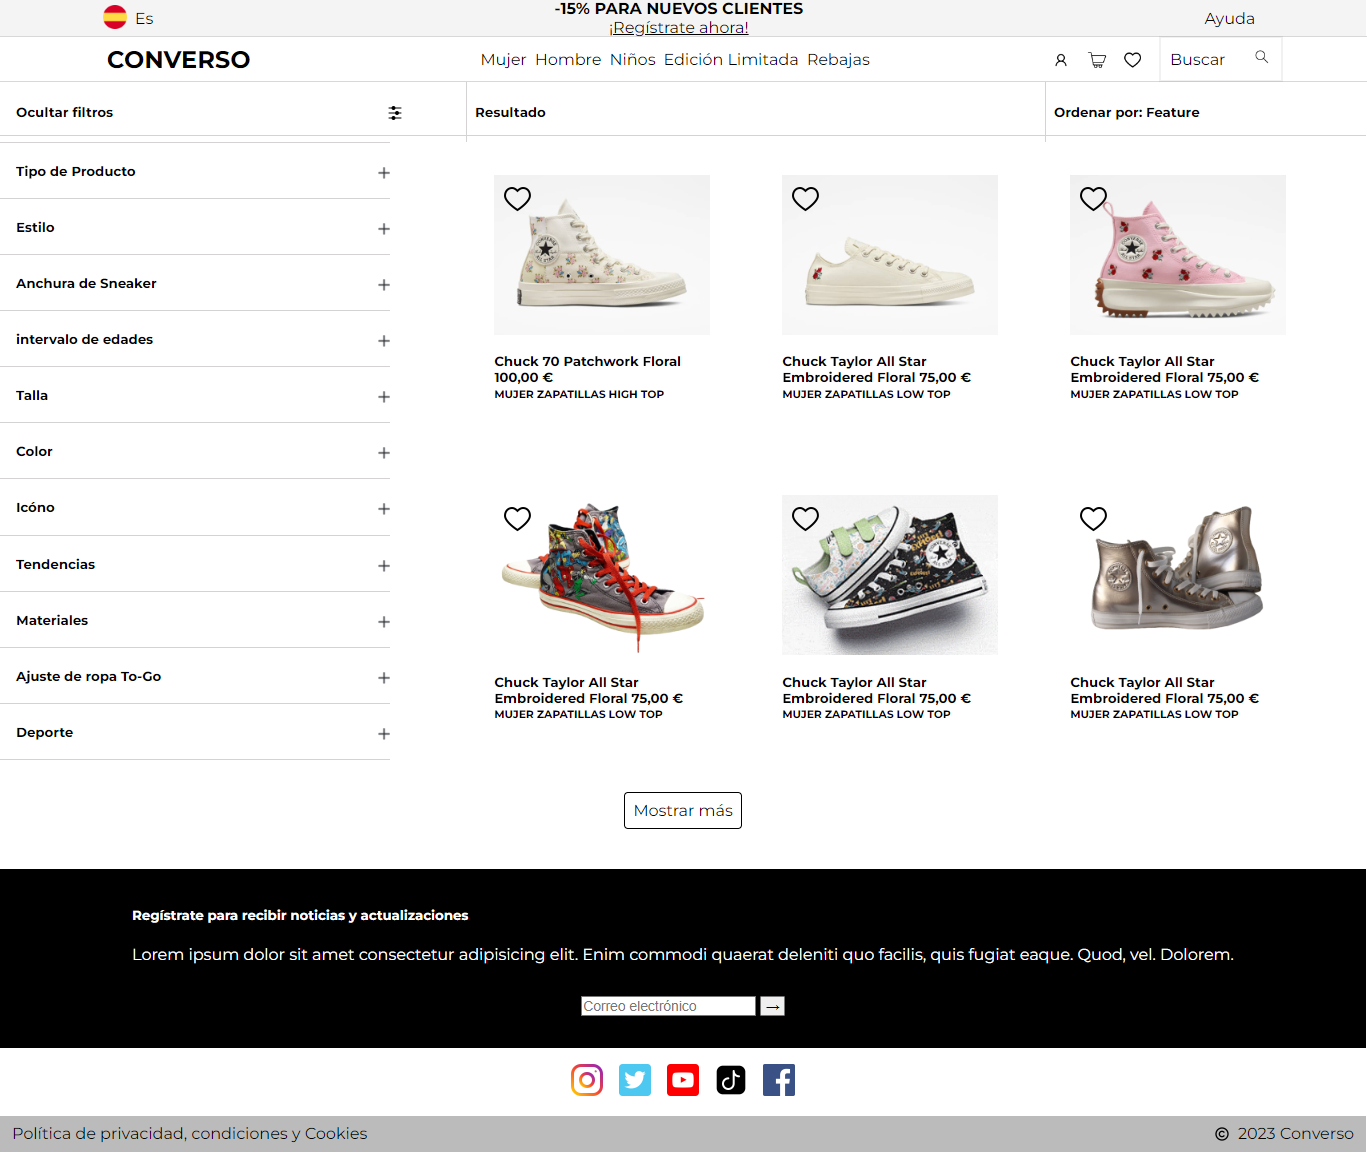 Es
-15% PARA NUEVOS CLIENTES
¡Regístrate ahora!
Ayuda
CONVERSO
Mujer Hombre Niños Edición Limitada Rebajas
Buscar
Ocultar filtros
Resultado
Ordenar por: Feature
Tipo de Producto
Estilo
Anchura de Sneaker
intervalo de edades
Talla
Color
Icóno
Tendencias
Materiales
Ajuste de ropa To-Go
Deporte
Chuck 70 Patchwork Floral
100,00 €
MUJER ZAPATILLAS HIGH TOP
Chuck Taylor All Star
Embroidered Floral 75,00 €
MUJER ZAPATILLAS LOW TOP
Chuck Taylor All Star
Embroidered Floral 75,00 €
MUJER ZAPATILLAS LOW TOP
Chuck Taylor All Star
Embroidered Floral 75,00 €
MUJER ZAPATILLAS LOW TOP
Chuck Taylor All Star
Embroidered Floral 75,00 €
MUJER ZAPATILLAS LOW TOP
Chuck Taylor All Star
Embroidered Floral 75,00 €
MUJER ZAPATILLAS LOW TOP
Mostrar más
Regístrate para recibir noticias y actualizaciones
Lorem ipsum dolor sit amet consectetur adipisicing elit. Enim commodi quaerat deleniti quo facilis, quis fugiat eaque. Quod, vel. Dolorem.
Correo electrónico →
Política de privacidad, condiciones y Cookies
© 2023 Converso